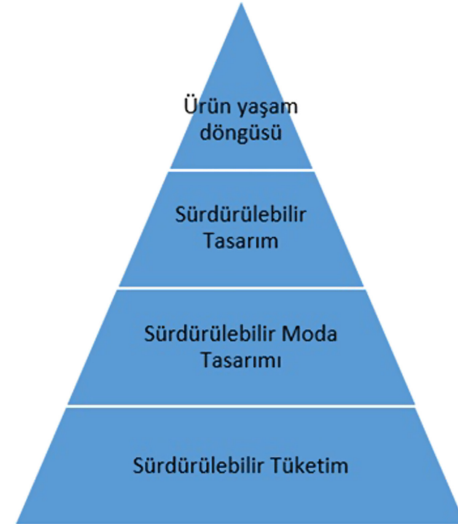 Ürün yaşam
döngüsü
Sürdürülebilir
Tasarım
Sürdürülebilir Moda
Tasarımı
Sürdürülebilir Tüketim